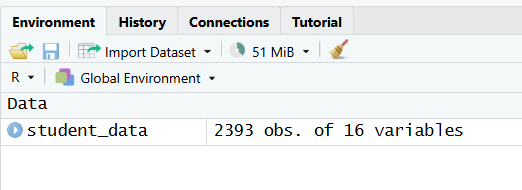 Environment History Connections Tutorial
Import Dataset 51 MiB
R Global Environment
Data
student_data 2393 obs. of 16 variables